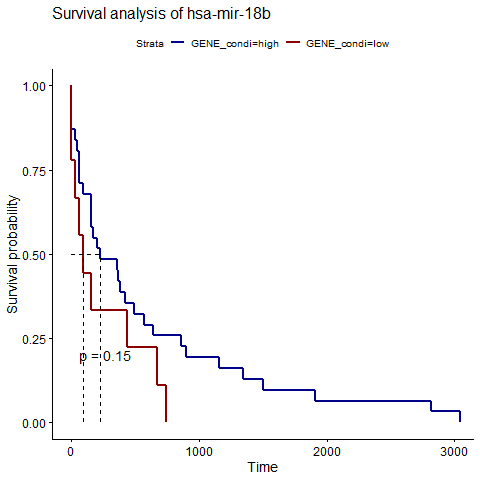 Survival analysis of hsa-mir-18b
Strata GENE_condi=high GENE_condi=low
1.00
0.75
0.50
0.25
0.00
Survival probability
p = 0.15
0 1000 2000 3000
Time